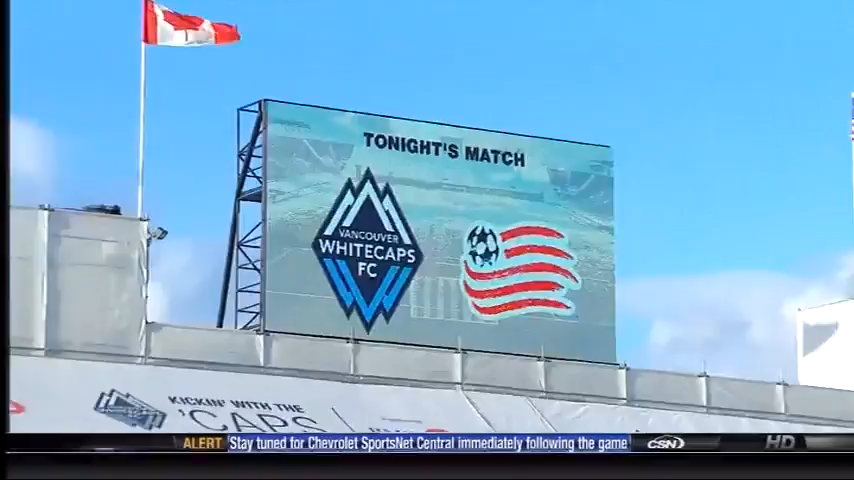 TONIGHT'S MATCH
VANCOUVER
WHITECAPS
FC
KICKIN' WITH THE
'CAPS
ALERT Stay tuned for Chevrolet SportsNet Central immediately following the game CSN HD